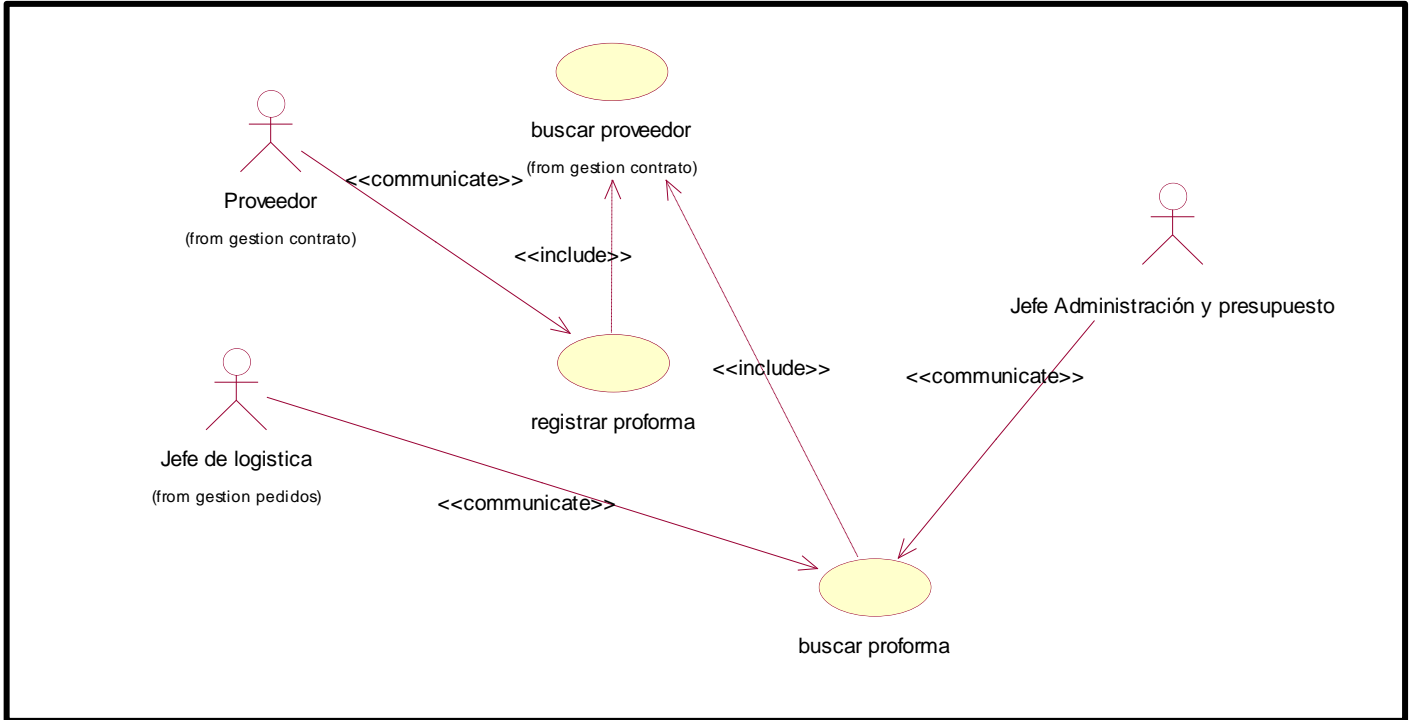 buscar proveedor
(from gestion contrato)
<<communicate>>
Proveedor
(from gestion contrato)
<<include>>
Jefe Administración y presupuesto
<<include>>
<<communicate>>
registrar proforma
Jefe de logistica
(from gestion pedidos)
<<communicate>>
buscar proforma